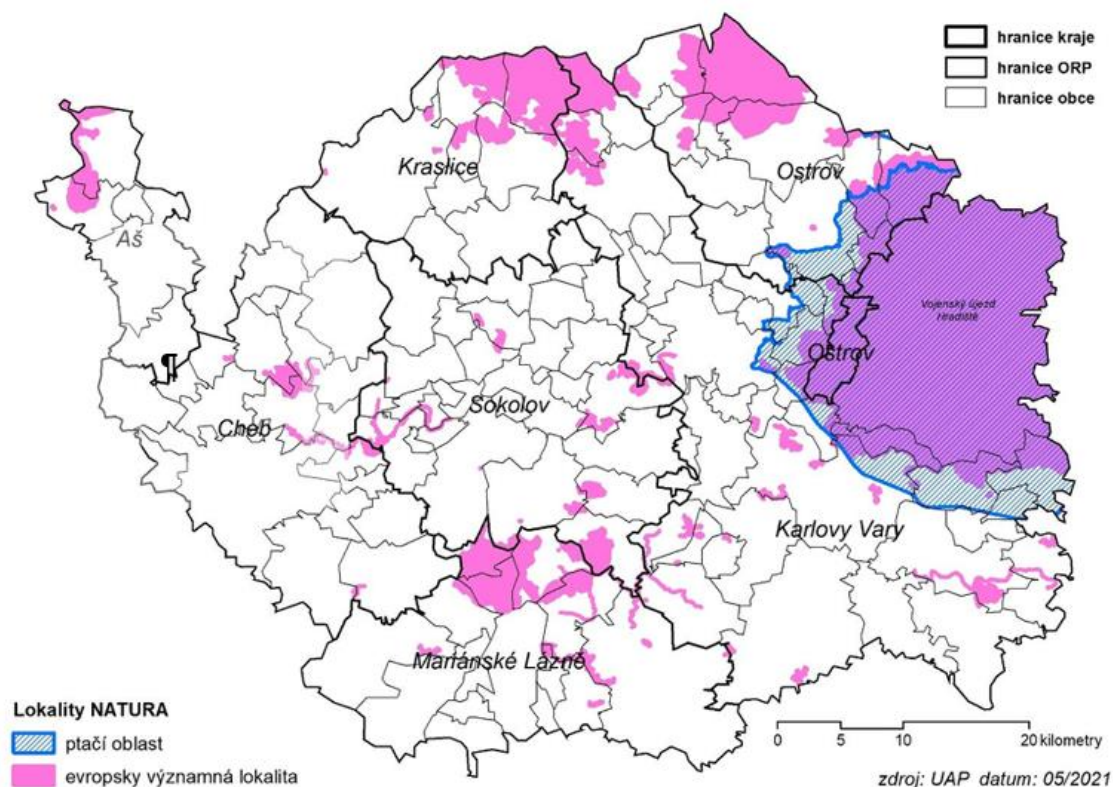 hranice kraje
hranice ORP
hranice obce
Kraslice
Ostrov
Aš
Vojenský újezd
Hradiště
Ostrov
¶
Sokolov
Cheb
Karlovy Vary
Mariánské Lázně
Lokality NATURA
ptačí oblast
evropsky významná lokalita
0 5 10 20 kilometry
zdroj: UAP datum: 05/2021